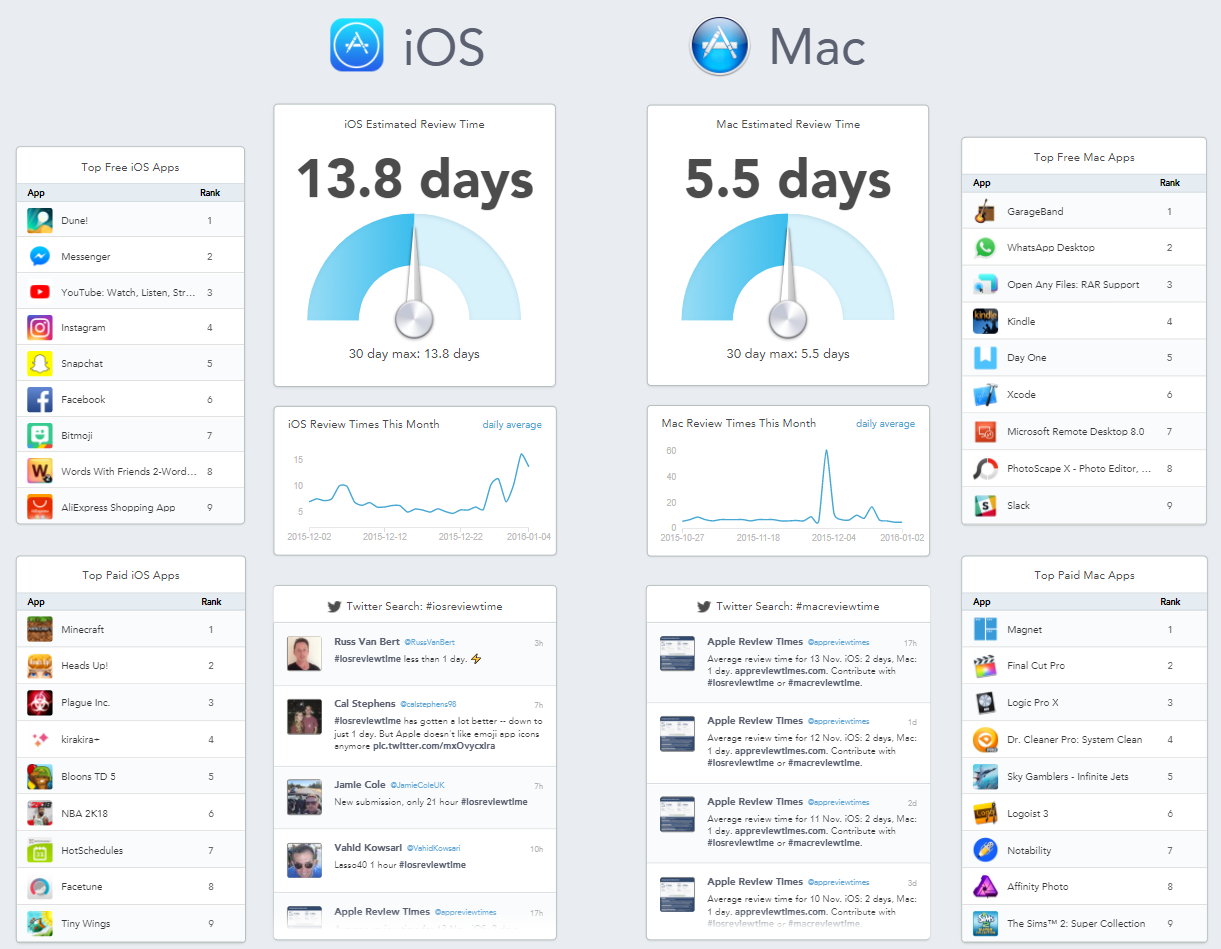 iOS
Mac
iOS Estimated Review Time
13.8 days
30 day max: 13.8 days
Mac Estimated Review Time
5.5 days
30 day max: 5.5 days
Top Free iOS Apps
App Rank
Dune! 1
Messenger 2
YouTube: Watch, Listen, Str... 3
Instagram 4
Snapchat 5
Facebook 6
Bitmoji 7
Words With Friends 2-Word... 8
AliExpress Shopping App 9
Top Free Mac Apps
App Rank
GarageBand 1
WhatsApp Desktop 2
Open Any Files: RAR Support 3
Kindle 4
Day One 5
Xcode 6
Microsoft Remote Desktop 8.0 7
PhotoScape X - Photo Editor, ... 8
Slack 9
iOS Review Times This Month daily average
15
10
5
2015-12-02 2015-12-12 2015-12-22 2016-01-04
Mac Review Times This Month daily average
60
40
20
0
2015-10-27 2015-11-18 2015-12-04 2016-01-02
Top Paid iOS Apps
App Rank
Minecraft 1
Heads Up! 2
Plague Inc. 3
kirakira+ 4
Bloons TD 5 5
NBA 2K18 6
HotSchedules 7
Facetune 8
Tiny Wings 9
Twitter Search: #iosreviewtime
Russ Van Bert @RussVanBert 3h
#iosreviewtime less than 1 day. ⚡
Cal Stephens @calstephens98 7h
#iosreviewtime has gotten a lot better -- down to
just 1 day. But Apple doesn't like emoji app icons
anymore pic.twitter.com/mxOvycxira
Jamie Cole @JamieColeUK 7h
New submission, only 21 hour #iosreviewtime
Vahid Kowsari @VahidKowsari 10h
Lasso40 1 hour #iosreviewtime
Apple Review Times @appreviewtimes 17h
Twitter Search: #macreviewtime
Apple Review Times @appreviewtimes 17h
Average review time for 13 Nov. iOS: 2 days, Mac:
1 day. appreviewtimes.com. Contribute with
#iosreviewtime or #macreviewtime.
Apple Review Times @appreviewtimes 1d
Average review time for 12 Nov. iOS: 2 days, Mac:
1 day. appreviewtimes.com. Contribute with
#iosreviewtime or #macreviewtime.
Apple Review Times @appreviewtimes 2d
Average review time for 11 Nov. iOS: 2 days, Mac:
1 day. appreviewtimes.com. Contribute with
#iosreviewtime or #macreviewtime.
Apple Review Times @appreviewtimes 3d
Average review time for 10 Nov. iOS: 2 days, Mac:
1 day. appreviewtimes.com. Contribute with
#iosreviewtime or #macreviewtime.
Top Paid Mac Apps
App Rank
Magnet 1
Final Cut Pro 2
Logic Pro X 3
Dr. Cleaner Pro: System Clean 4
Sky Gamblers - Infinite Jets 5
Logoist 3 6
Notability 7
Affinity Photo 8
The Sims™ 2: Super Collection 9